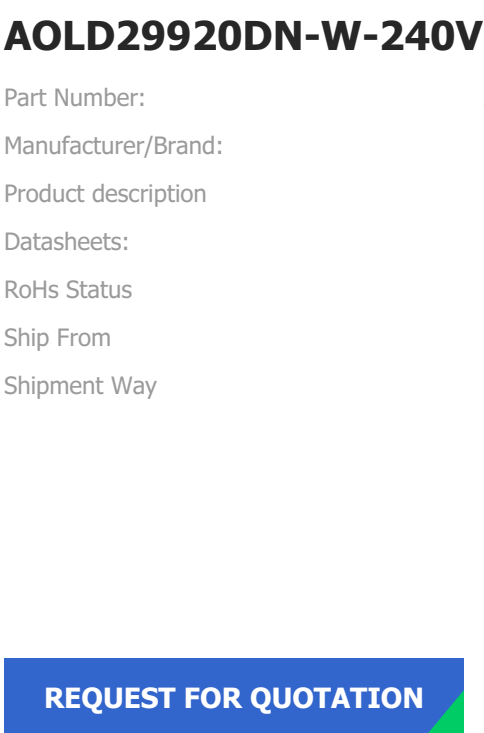 AOLD29920DN-W-240V
Part Number:
Manufacturer/Brand:
Product description
Datasheets:
RoHs Status
Ship From
Shipment Way
REQUEST FOR QUOTATION